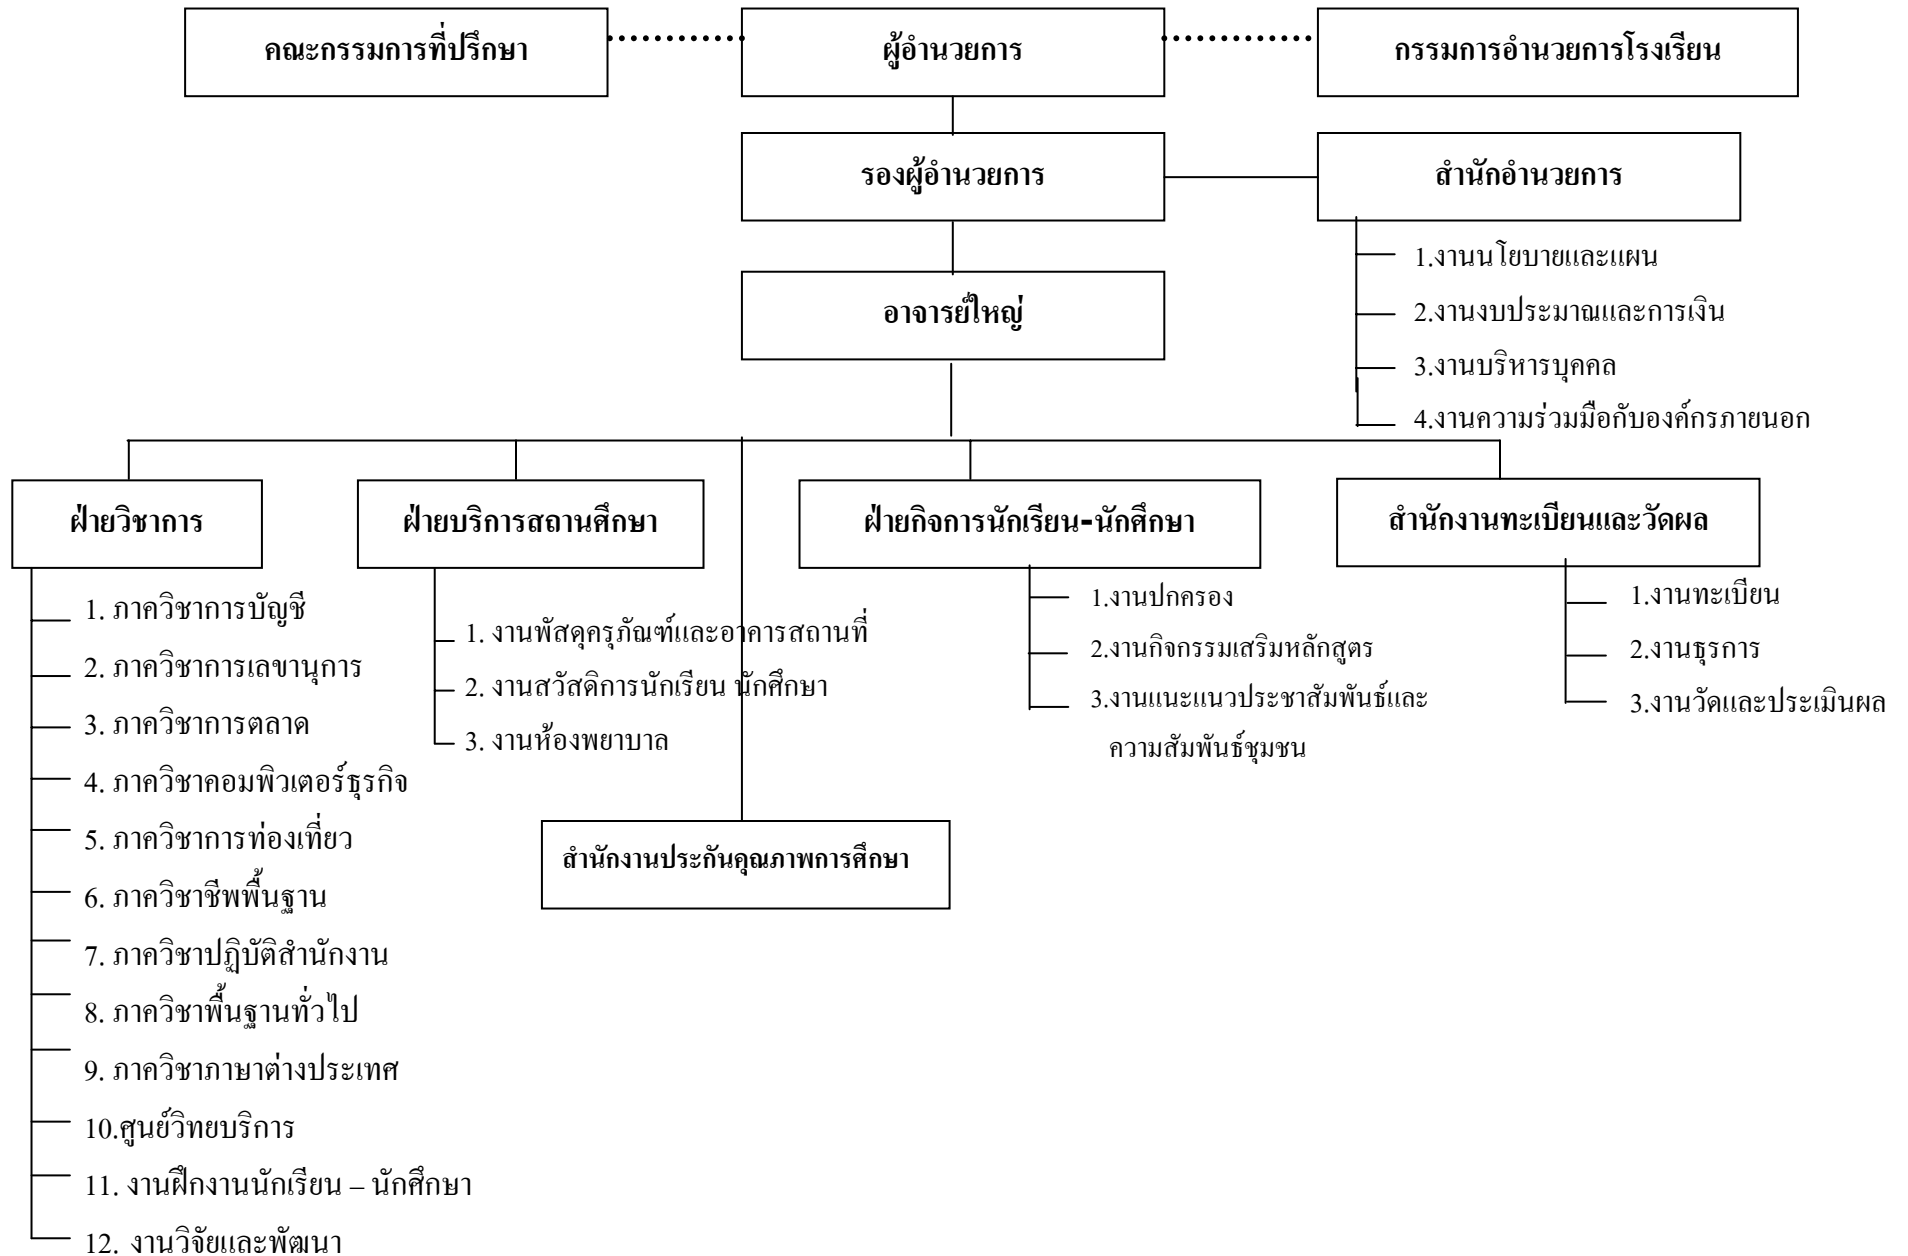 คณะกรรมการที่ปรึกษา
ผู้อำนวยการ
กรรมการอำนวยการโรงเรียน
รองผู้อำนวยการ
สำนักอำนวยการ
1.งานนโยบายและแผน
2.งานงบประมาณและการเงิน
3.งานบริหารบุคคล
4.งานความร่วมมือกับองค์กรภายนอก
อาจารย์ใหญ่
ฝ่ายวิชาการ
1. ภาควิชาการบัญชี
2. ภาควิชาการเลขานุการ
3. ภาควิชาการตลาด
4. ภาควิชาคอมพิวเตอร์ธุรกิจ
5. ภาควิชาการท่องเที่ยว
6. ภาควิชาชีพพื้นฐาน
7. ภาควิชาปฏิบัติสำนักงาน
8. ภาควิชาพื้นฐานทั่วไป
9. ภาควิชาภาษาต่างประเทศ
10.ศูนย์วิทยบริการ
11. งานฝึกงานนักเรียน – นักศึกษา
12. งานวิจัยและพัฒนา
ฝ่ายบริการสถานศึกษา
1. งานพัสดุครุภัณฑ์และอาคารสถานที่
2. งานสวัสดิการนักเรียน นักศึกษา
3. งานห้องพยาบาล
สำนักงานประกันคุณภาพการศึกษา
ฝ่ายกิจการนักเรียน-นักศึกษา
1.งานปกครอง
2.งานกิจกรรมเสริมหลักสูตร
3.งานแนะแนวประชาสัมพันธ์และ
ความสัมพันธ์ชุมชน
สำนักงานทะเบียนและวัดผล
1.งานทะเบียน
2.งานธุรการ
3.งานวัดและประเมินผล